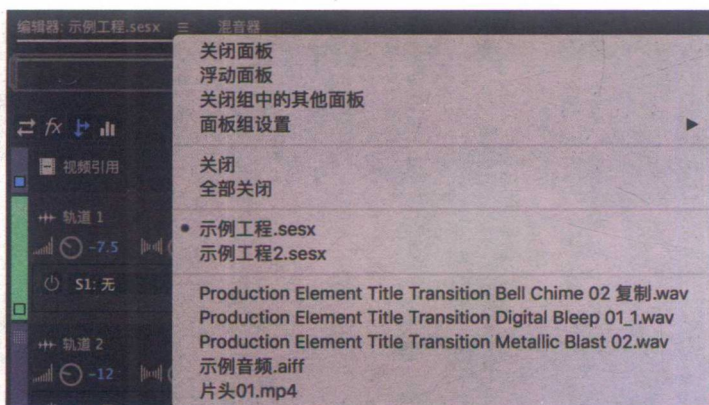 编辑器: 示例工程.sesx
混音器
关闭面板
浮动面板
关闭组中的其他面板
面板组设置
fx
视频引用
关闭
全部关闭
轨道 1
示例工程.sesx
-7.5
示例工程2.sesx
S1: 无
Production Element Title Transition Bell Chime 02 复制.wav
Production Element Title Transition Digital Bleep 01_1.wav
轨道 2
Production Element Title Transition Metallic Blast 02.wav
示例音频.aiff
-12
片头01.mp4